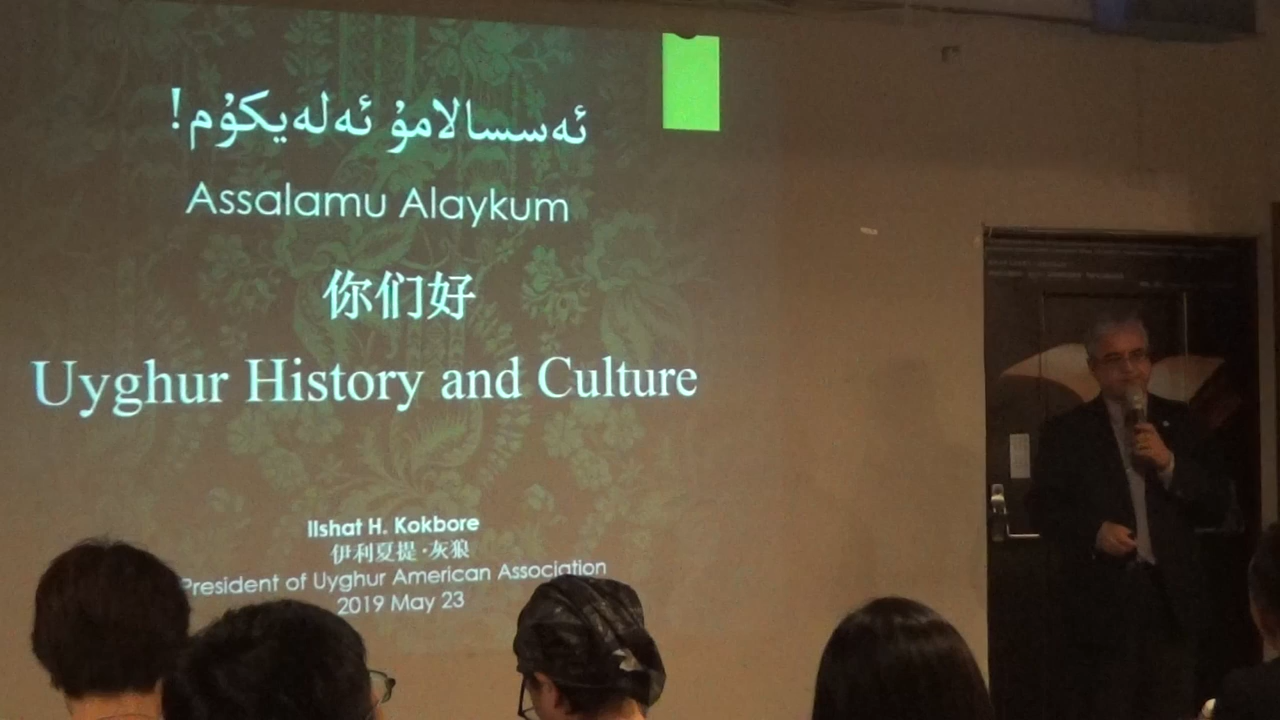 ئەسسالامۇ ئەلەيكۇم!
Assalamu Alaykum
你们好
Uyghur History and Culture
Ilshat H. Kokbore
伊利夏提·灰狼
President of Uyghur American Association
2019 May 23